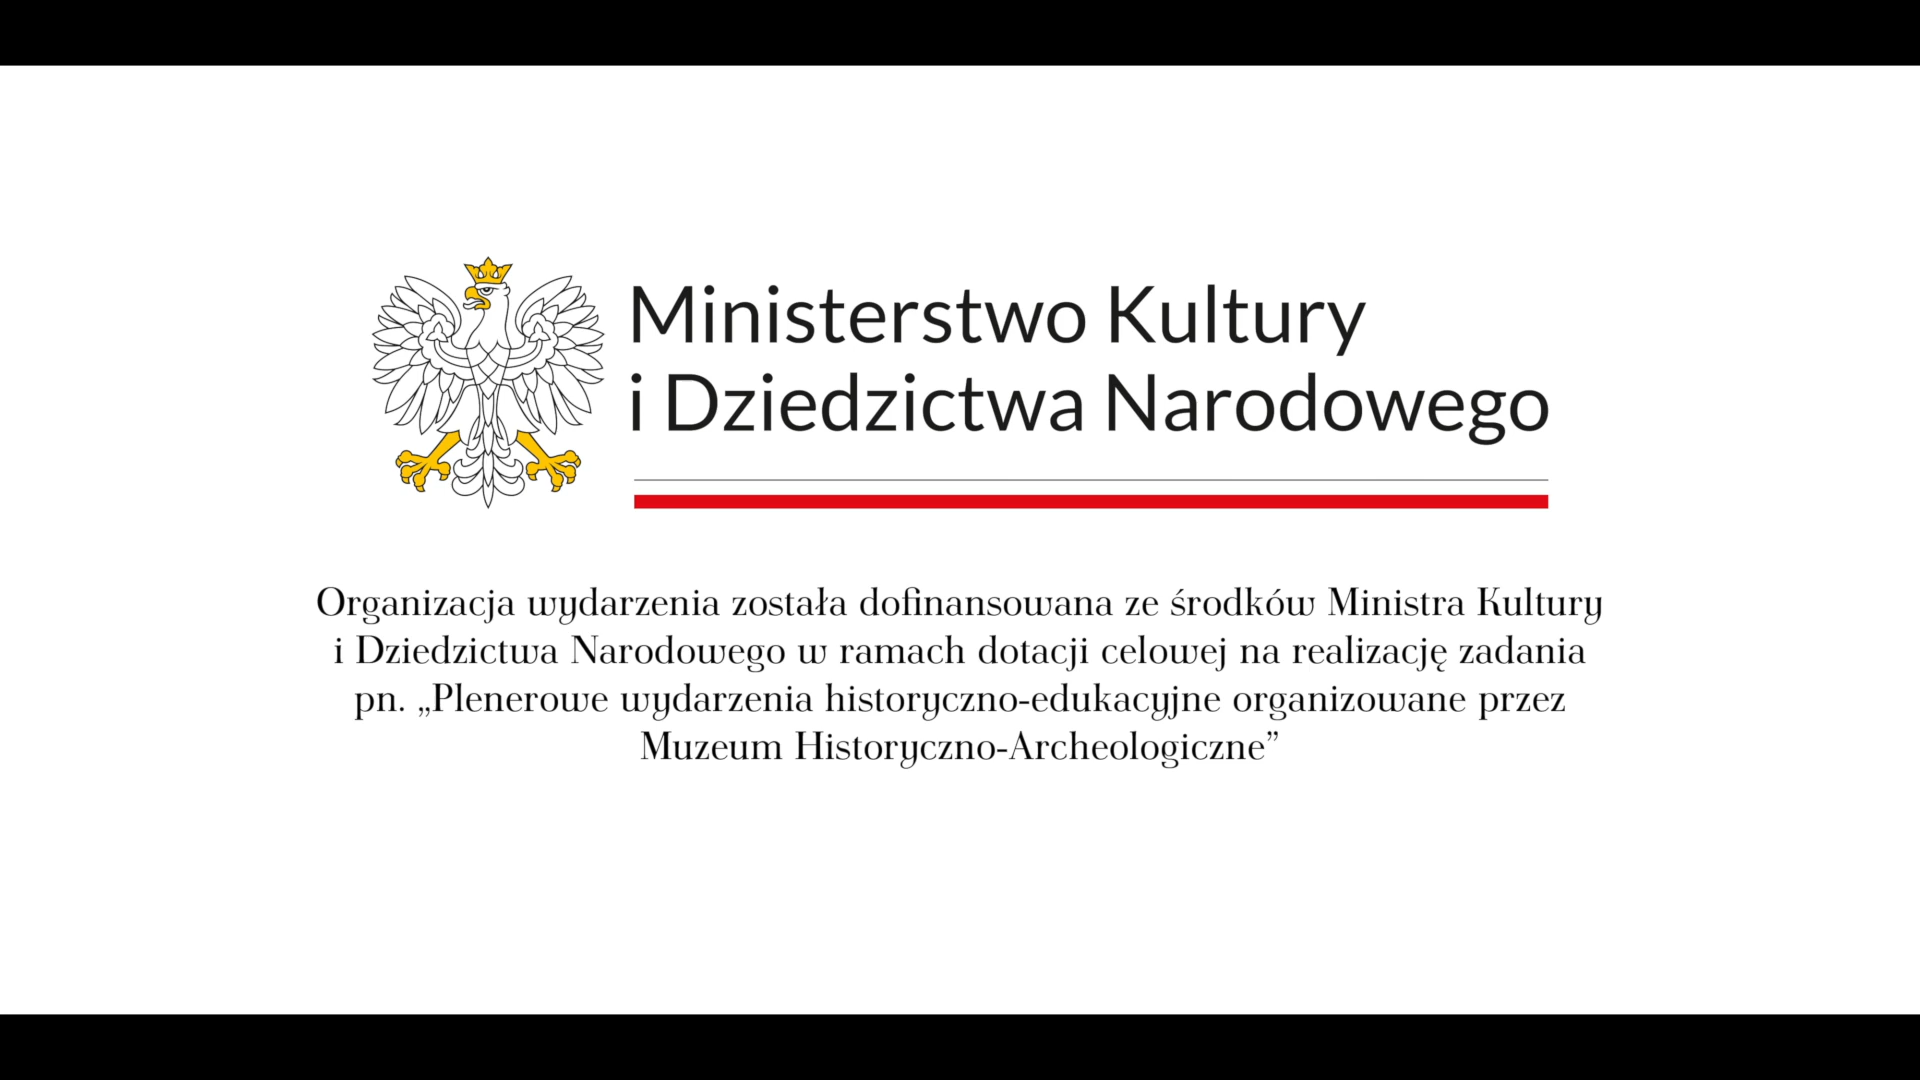 Ministerstwo Kultury
i Dziedzictwa Narodowego
Organizacja wydarzenia została dofinansowana ze środków Ministra Kultury
i Dziedzictwa Narodowego w ramach dotacji celowej na realizację zadania
pn. „Plenerowe wydarzenia historyczno-edukacyjne organizowane przez
Muzeum Historyczno-Archeologiczne”